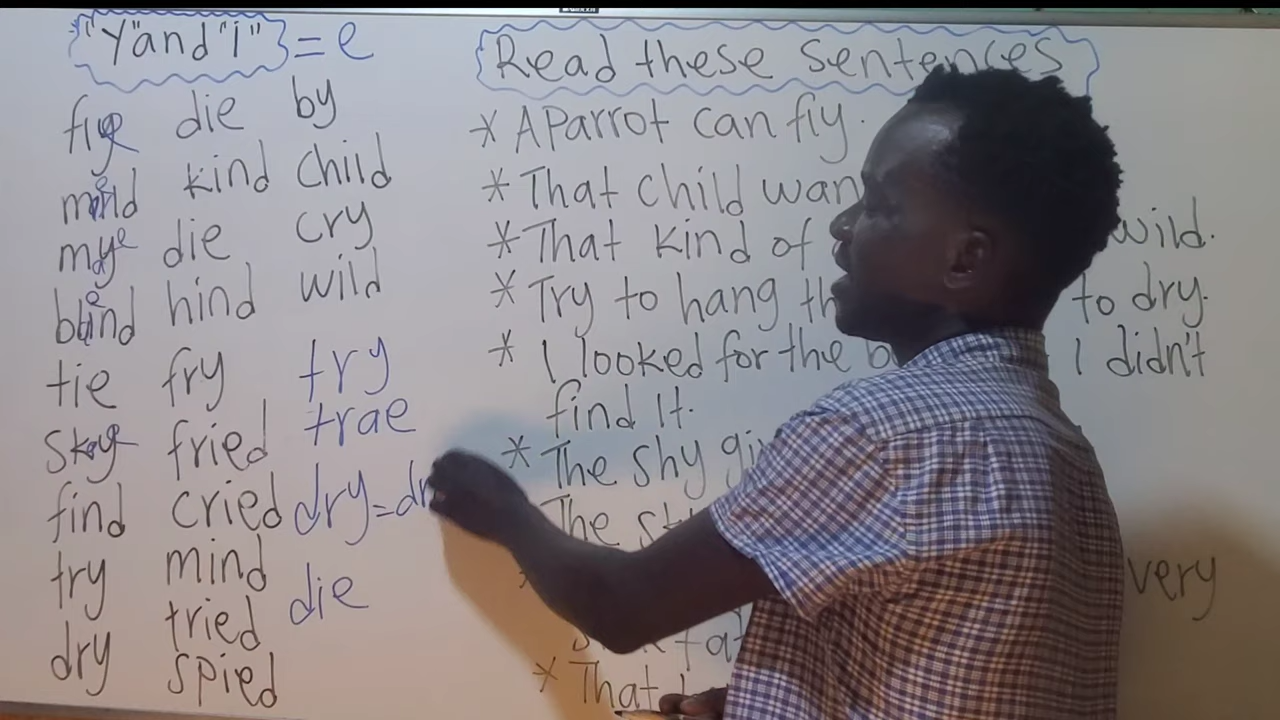 "Y" and "i" = e
fly die by
mind kind child
my die cry
blind hind wild
tie fry try
sky fried trae
find cried dry=dr
try mind
dry tried die
spied
Read these sentences
* A Parrot can fly.
* That child wan
* That kind of wild.
* Try to hang th to dry.
* I looked for the b I didn't
find it.
* The shy gi
The sk
very
* That